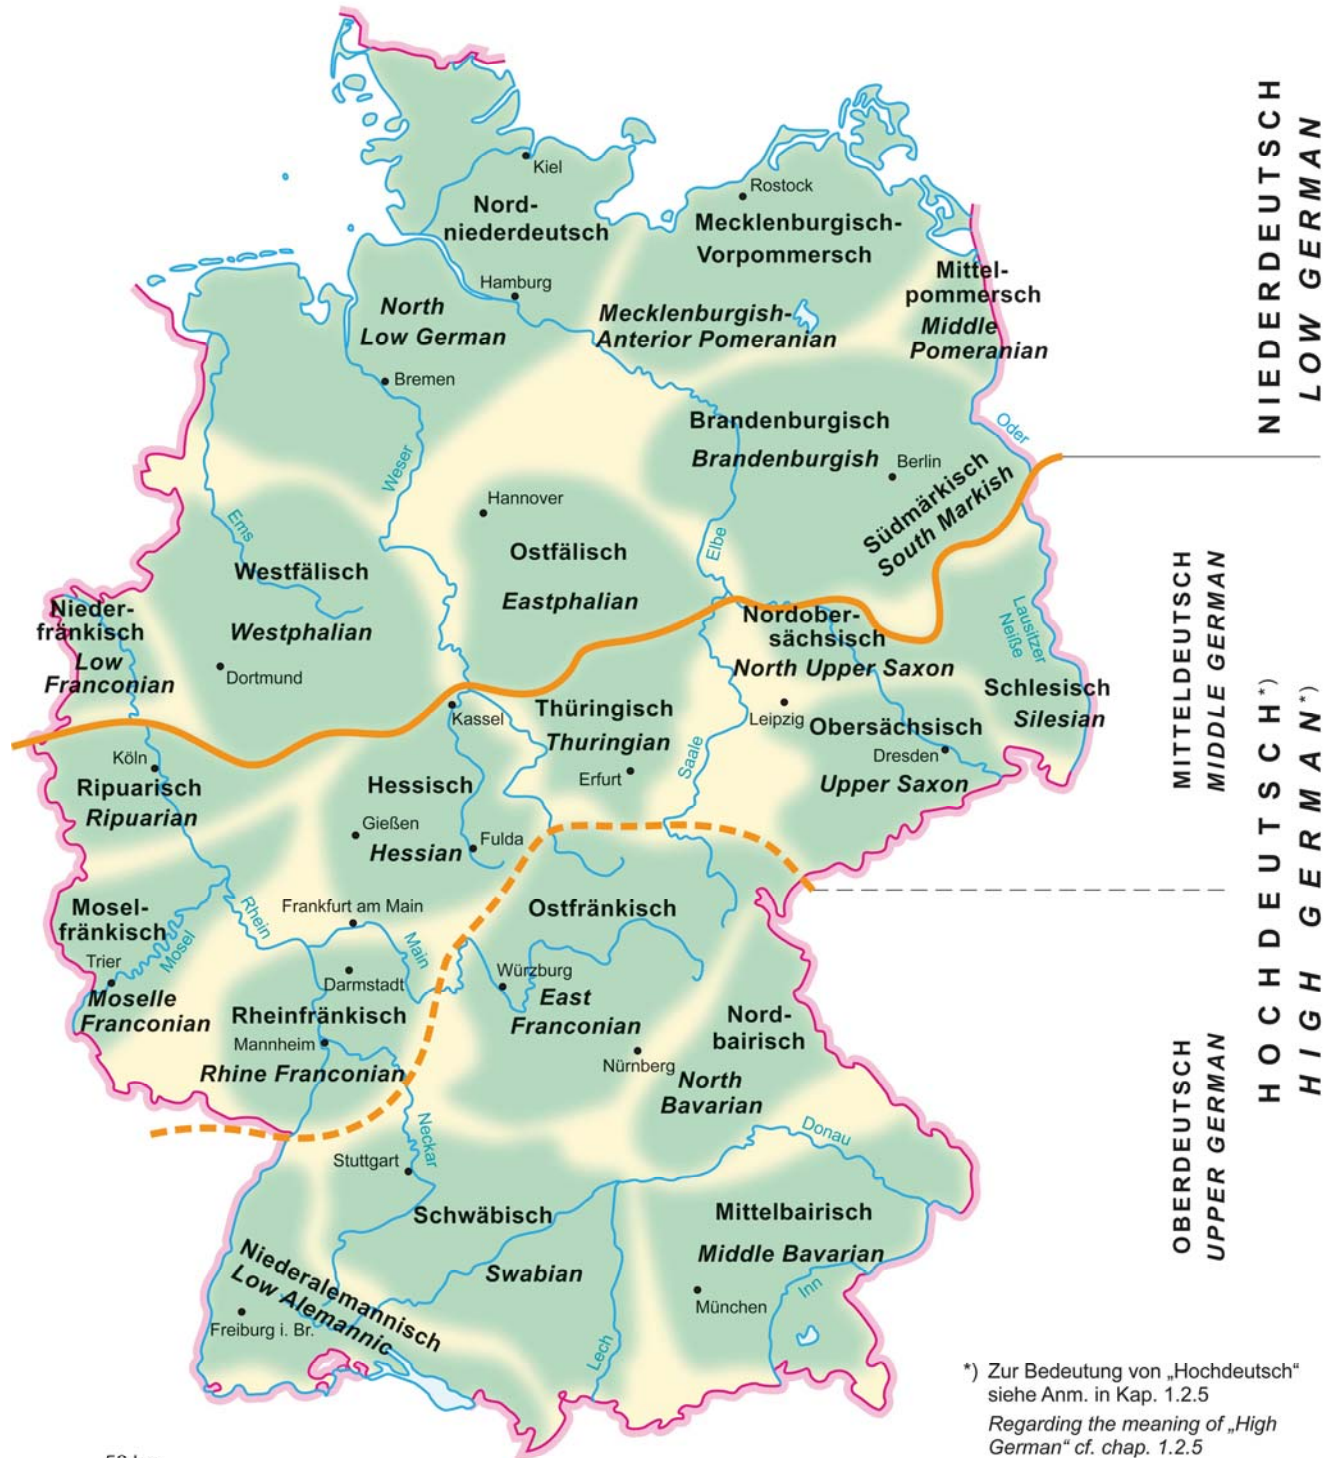 Kiel
Rostock
Nord-
niederdeutsch
Mecklenburgisch-
Vorpommersch
Mittel-
pommersch
Hamburg
North
Low German
Mecklenburgish-
Anterior Pomeranian
Middle
Pomeranian
Bremen
Brandenburgisch
Brandenburgish
Berlin
Oder
Weser
Südmärkisch
South Markish
Hannover
Ems
Ostfälisch
Elbe
Westfälisch
Eastphalian
Nieder-
fränkisch
Low
Franconian
Westphalian
Dortmund
Nordober-
sächsisch
North Upper Saxon
Lausitzer
Neiße
Schlesisch
Silesian
Kassel
Thüringisch
Thuringian
Erfurt
Saale
Leipzig
Obersächsisch
Dresden
Upper Saxon
Köln
Ripuarisch
Ripuarian
Hessisch
Gießen
Hessian
Fulda
Mosel-
fränkisch
Trier
Mosel
Moselle
Franconian
Rhein
Frankfurt am Main
Main
Darmstadt
Rheinfränkisch
Mannheim
Rhine Franconian
Ostfränkisch
Würzburg
East
Franconian
Nürnberg
Nord-
bairisch
North
Bavarian
Neckar
Stuttgart
Donau
Schwäbisch
Swabian
Mittelbairisch
Middle Bavarian
München
Inn
Lech
Niederalemannisch
Low Alemannic
Freiburg i. Br.
NIEDERDEUTSCH
LOW GERMAN
MITTELDEUTSCH
MIDDLE GERMAN
HOCHDEUTSCH*)
HIGH GERMAN*)
OBERDEUTSCH
UPPER GERMAN
*) Zur Bedeutung von „Hochdeutsch“
siehe Anm. in Kap. 1.2.5
Regarding the meaning of „High
German“ cf. chap. 1.2.5